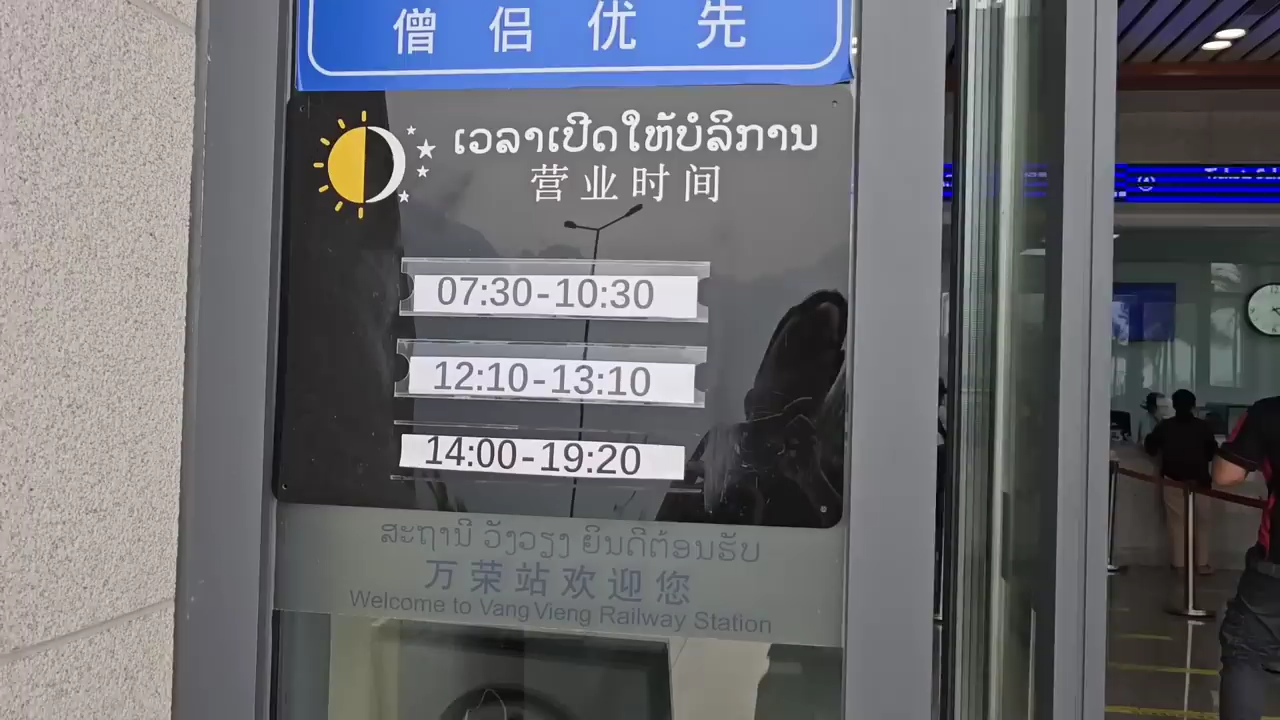 僧侣优先
ເວລາເປີດໃຫ້ບໍລິການ
营业时间
07:30-10:30
12:10-13:10
14:00-19:20
ສະຖານີ ວັງວຽງ ຍິນດີຕ້ອນຮັບ
万荣站欢迎您
Welcome to Vang Vieng Railway Station